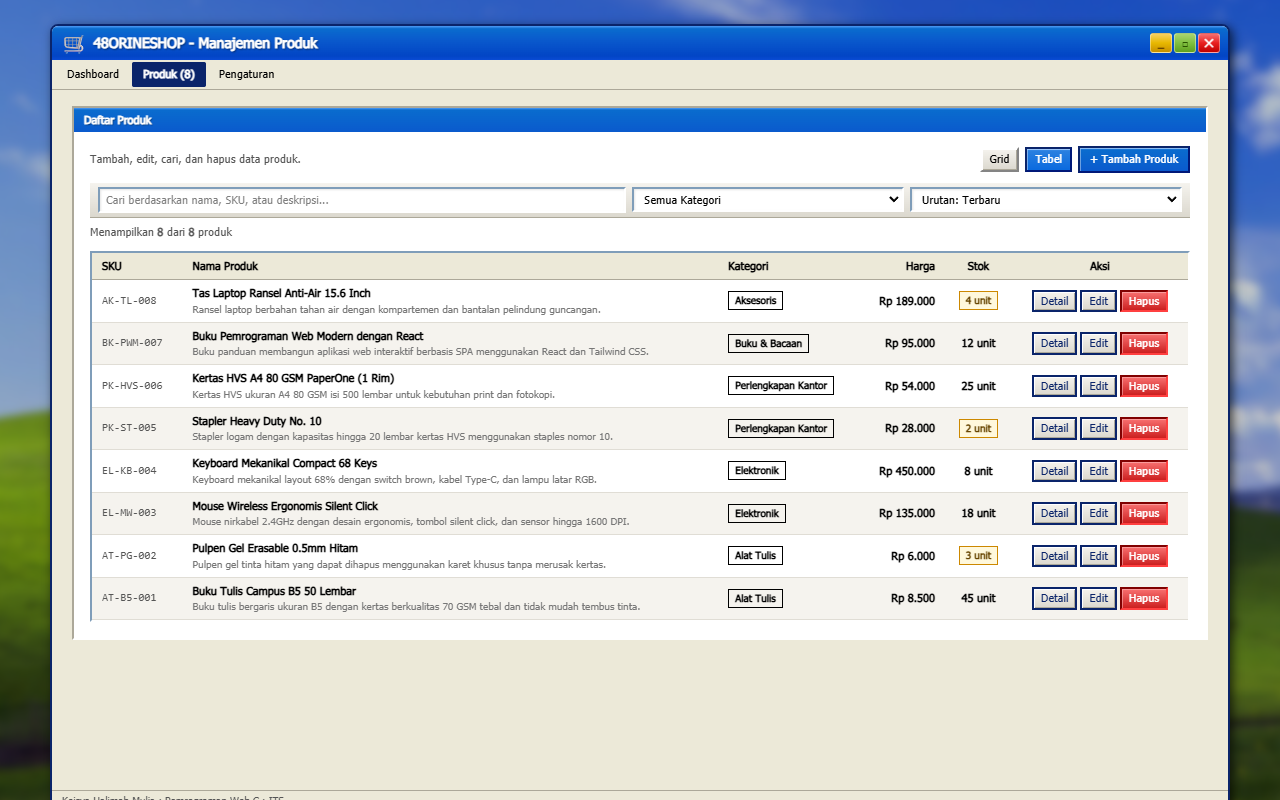 48ORINESHOP - Manajemen Produk
Dashboard Produk (8) Pengaturan
Daftar Produk
Tambah, edit, cari, dan hapus data produk. Grid Tabel + Tambah Produk
Cari berdasarkan nama, SKU, atau deskripsi... Semua Kategori Urutan: Terbaru
Menampilkan 8 dari 8 produk
SKU Nama Produk Kategori Harga Stok Aksi
AK-TL-008 Tas Laptop Ransel Anti-Air 15.6 Inch Aksesoris Rp 189.000 4 unit Detail Edit Hapus
Ransel laptop berbahan tahan air dengan kompartemen dan bantalan pelindung guncangan.
BK-PWM-007 Buku Pemrograman Web Modern dengan React Buku & Bacaan Rp 95.000 12 unit Detail Edit Hapus
Buku panduan membangun aplikasi web interaktif berbasis SPA menggunakan React dan Tailwind CSS.
PK-HVS-006 Kertas HVS A4 80 GSM PaperOne (1 Rim) Perlengkapan Kantor Rp 54.000 25 unit Detail Edit Hapus
Kertas HVS ukuran A4 80 GSM isi 500 lembar untuk kebutuhan print dan fotokopi.
PK-ST-005 Stapler Heavy Duty No. 10 Perlengkapan Kantor Rp 28.000 2 unit Detail Edit Hapus
Stapler logam dengan kapasitas hingga 20 lembar kertas HVS menggunakan staples nomor 10.
EL-KB-004 Keyboard Mekanikal Compact 68 Keys Elektronik Rp 450.000 8 unit Detail Edit Hapus
Keyboard mekanikal layout 68% dengan switch brown, kabel Type-C, dan lampu latar RGB.
EL-MW-003 Mouse Wireless Ergonomis Silent Click Elektronik Rp 135.000 18 unit Detail Edit Hapus
Mouse nirkabel 2.4GHz dengan desain ergonomis, tombol silent click, dan sensor hingga 1600 DPI.
AT-PG-002 Pulpen Gel Erasable 0.5mm Hitam Alat Tulis Rp 6.000 3 unit Detail Edit Hapus
Pulpen gel tinta hitam yang dapat dihapus menggunakan karet khusus tanpa merusak kertas.
AT-B5-001 Buku Tulis Campus B5 50 Lembar Alat Tulis Rp 8.500 45 unit Detail Edit Hapus
Buku tulis bergaris ukuran B5 dengan kertas berkualitas 70 GSM tebal dan tidak mudah tembus tinta.